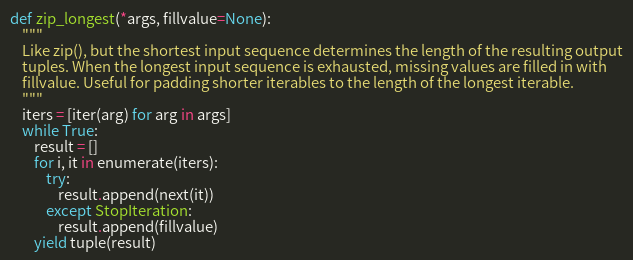 def zip_longest(*args, fillvalue=None):
    """
    Like zip(), but the shortest input sequence determines the length of the resulting output
    tuples. When the longest input sequence is exhausted, missing values are filled in with
    fillvalue. Useful for padding shorter iterables to the length of the longest iterable.
    """
    iters = [iter(arg) for arg in args]
    while True:
        result = []
        for i, it in enumerate(iters):
            try:
                result.append(next(it))
            except StopIteration:
                result.append(fillvalue)
        yield tuple(result)